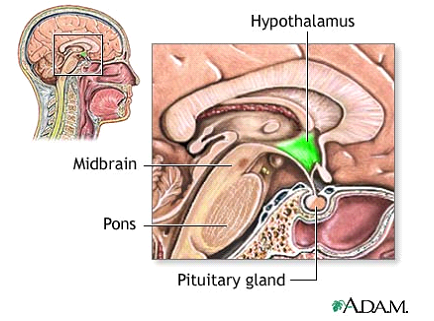 Hypothalamus
Midbrain
Pons
Pituitary gland
A.D.A.M.